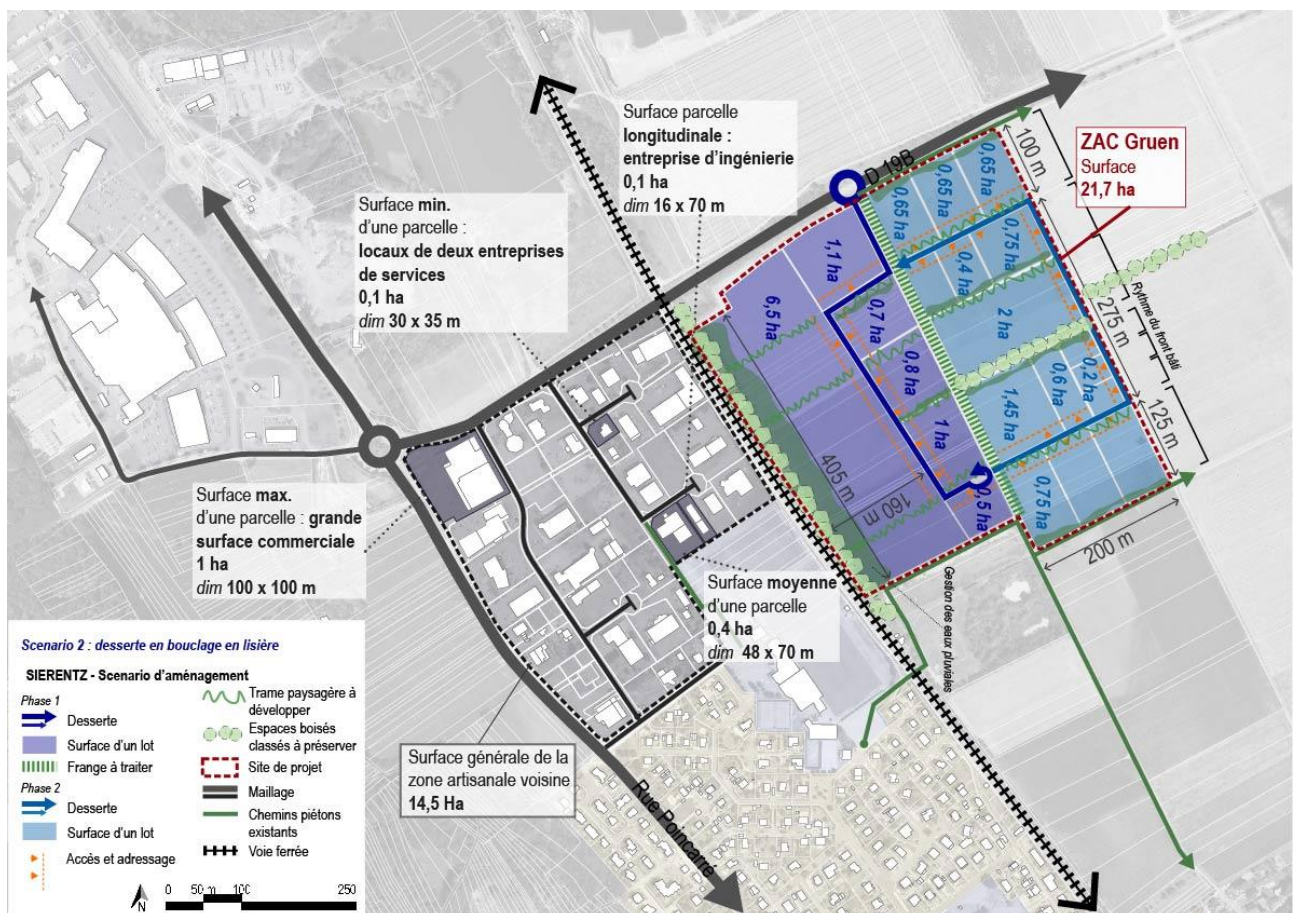 Surface parcelle
longitudinale :
entreprise d'ingénierie
0,1 ha
dim 16 x 70 m
Surface min.
d'une parcelle :
locaux de deux entreprises
de services
0,1 ha
dim 30 x 35 m
D 19B
ZAC Gruen
Surface
21,7 ha
100 m
0,65 ha
0,65 ha
0,65 ha
0,75 ha
0,4 ha
2 ha
275 m
Rythme du front bâti
1,1 ha
6,5 ha
0,7 ha
0,8 ha
1 ha
0,5 ha
0,2 ha
0,6 ha
1,45 ha
0,75 ha
125 m
200 m
405 m
160 m
Gestion des eaux pluviales
Surface max.
d'une parcelle : grande
surface commerciale
1 ha
dim 100 x 100 m
Surface moyenne
d'une parcelle
0,4 ha
dim 48 x 70 m
Surface générale de la
zone artisanale voisine
14,5 Ha
Rue Poincarré
Scenario 2 : desserte en bouclage en lisière
SIERENTZ - Scenario d'aménagement
Phase 1
Desserte
Surface d'un lot
Frange à traiter
Phase 2
Desserte
Surface d'un lot
Accès et adressage
Trame paysagère à
développer
Espaces boisés
classés à préserver
Site de projet
Maillage
Chemins piétons
existants
Voie ferrée
N
0 50 m 100 250